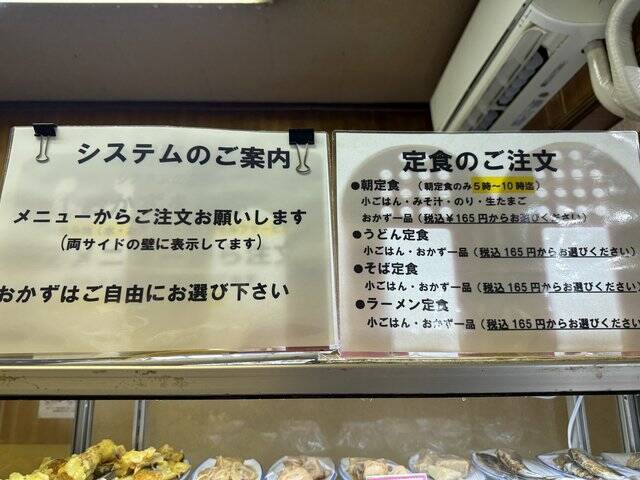 システムのご案内
メニューからご注文お願いします
(両サイドの壁に表示してます)
おかずはご自由にお選び下さい
定食のご注文
●朝定食 (朝定食のみ5時〜10時迄)
小ごはん・みそ汁・のり・生たまご
おかず一品(税込¥165円からお選びください)
●うどん定食
小ごはん・おかず一品(税込165円からお選びください)
●そば定食
小ごはん・おかず一品(税込165円からお選びください)
●ラーメン定食
小ごはん・おかず一品(税込165円からお選びください